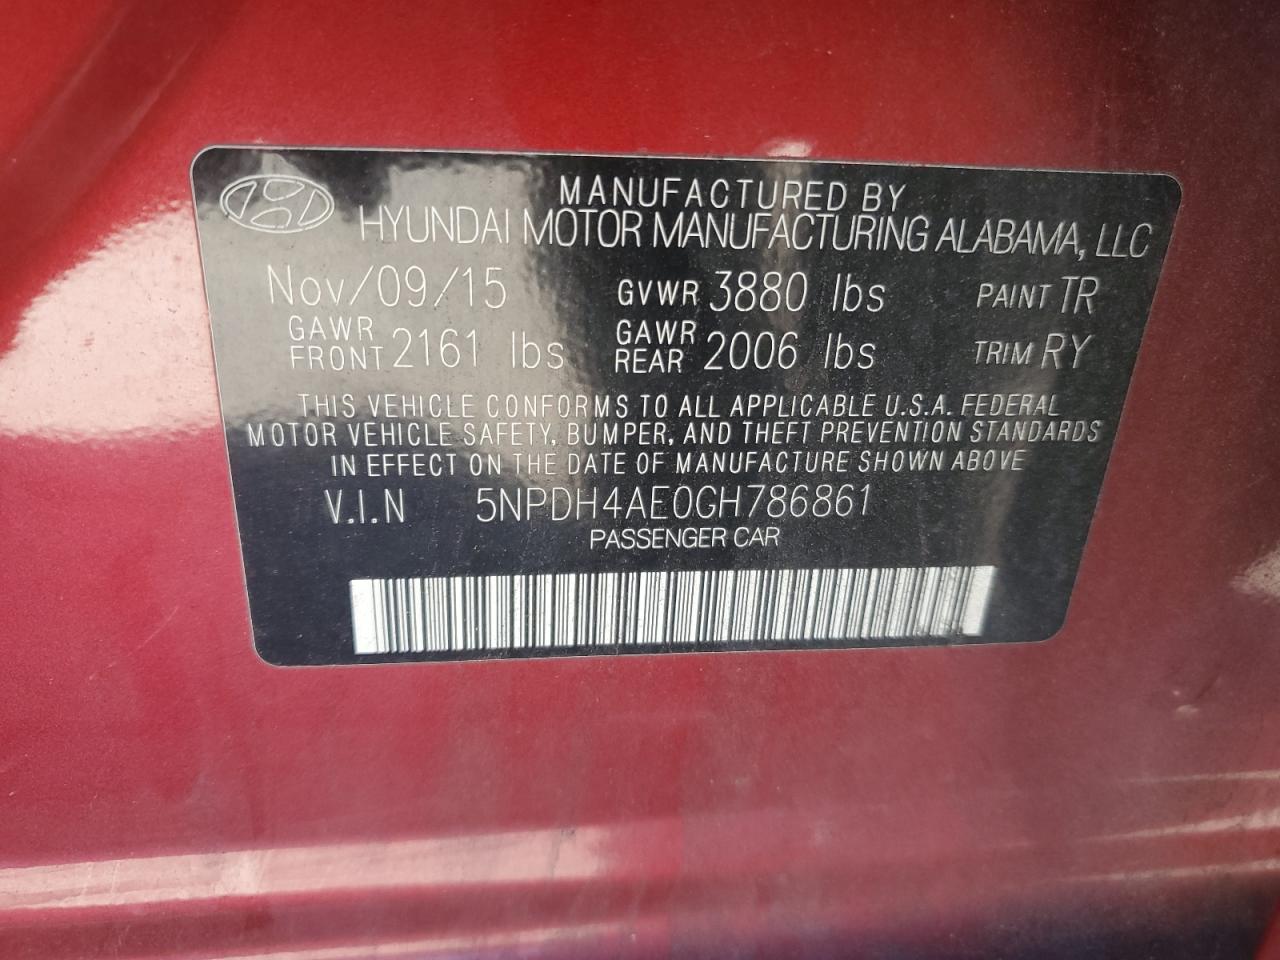 MANUFACTURED BY
HYUNDAI MOTOR MANUFACTURING ALABAMA, LLC
Nov/09/15 GVWR 3880 lbs PAINT TR
GAWR FRONT 2161 lbs GAWR REAR 2006 lbs TRIM RY
THIS VEHICLE CONFORMS TO ALL APPLICABLE U.S.A. FEDERAL
MOTOR VEHICLE SAFETY, BUMPER, AND THEFT PREVENTION STANDARDS
IN EFFECT ON THE DATE OF MANUFACTURE SHOWN ABOVE
V.I.N 5NPDH4AE0GH786861
PASSENGER CAR